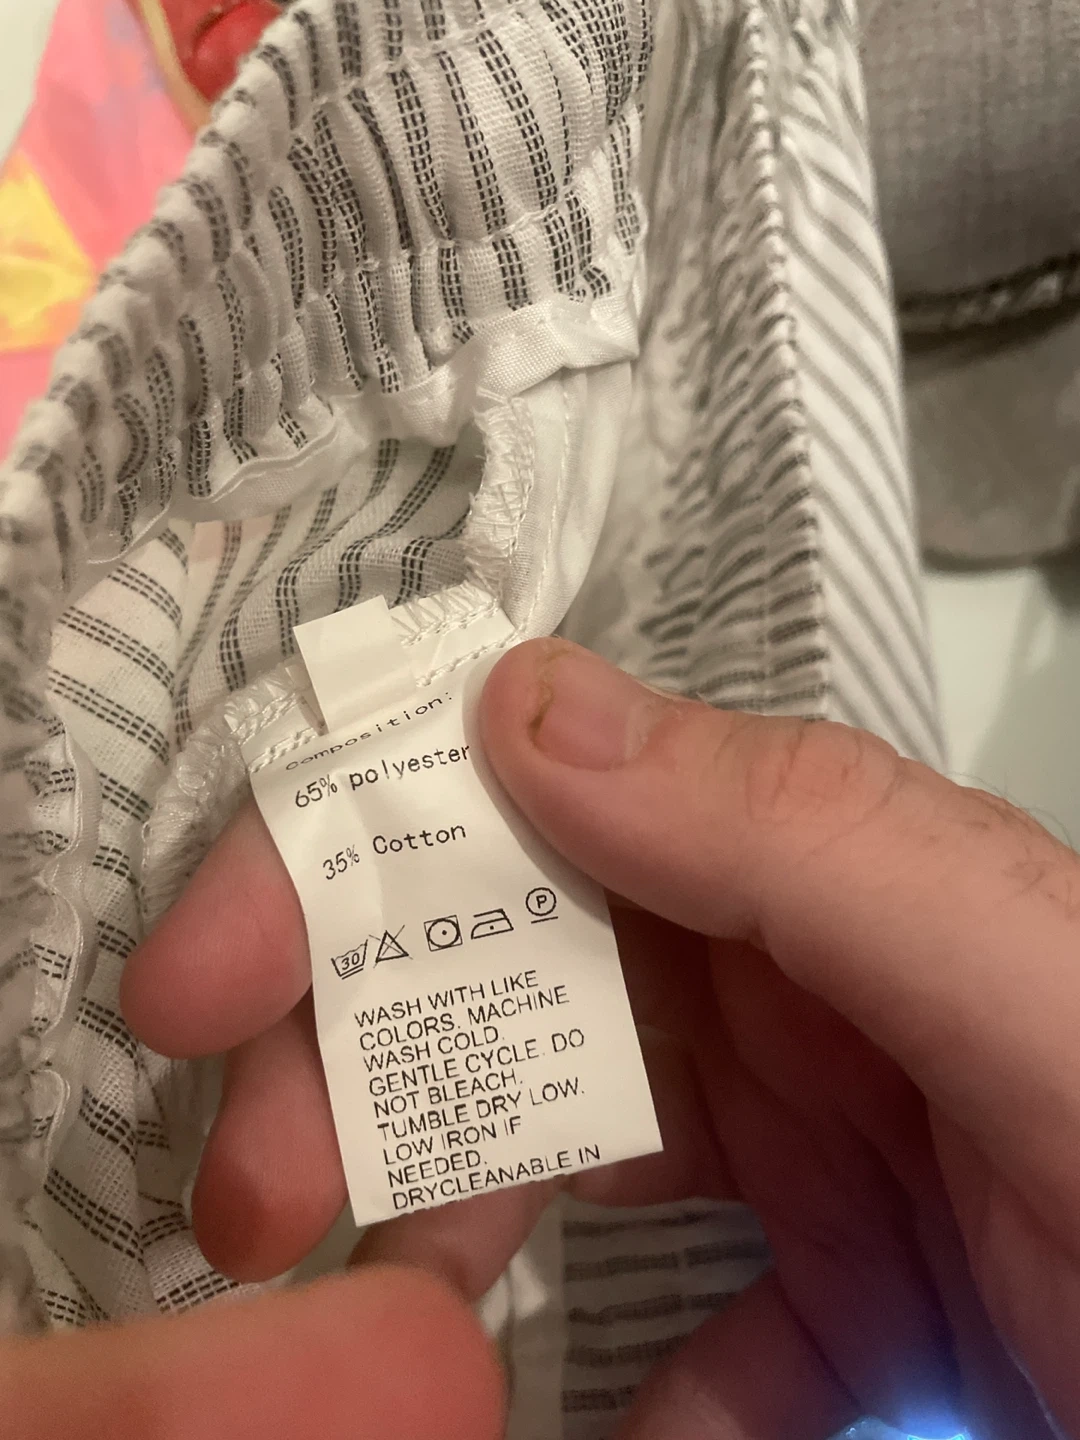 Composition:
65% polyester
35% Cotton
30 P
WASH WITH LIKE
COLORS. MACHINE
WASH COLD.
GENTLE CYCLE. DO
NOT BLEACH.
TUMBLE DRY LOW.
LOW IRON IF
NEEDED.
DRYCLEANABLE IN